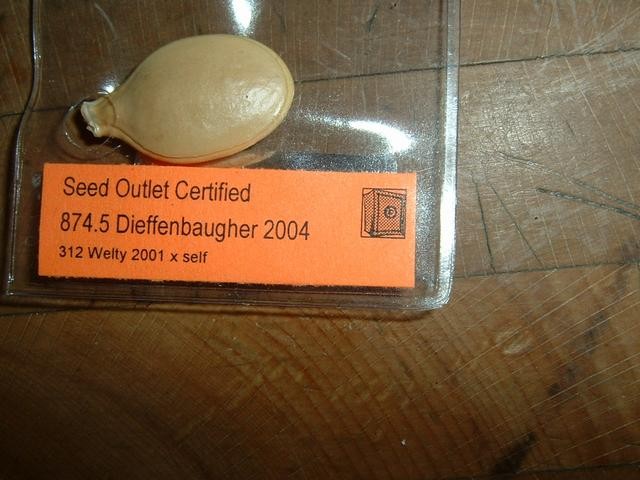 Seed Outlet Certified
874.5 Dieffenbaugher 2004
312 Welty 2001 x self